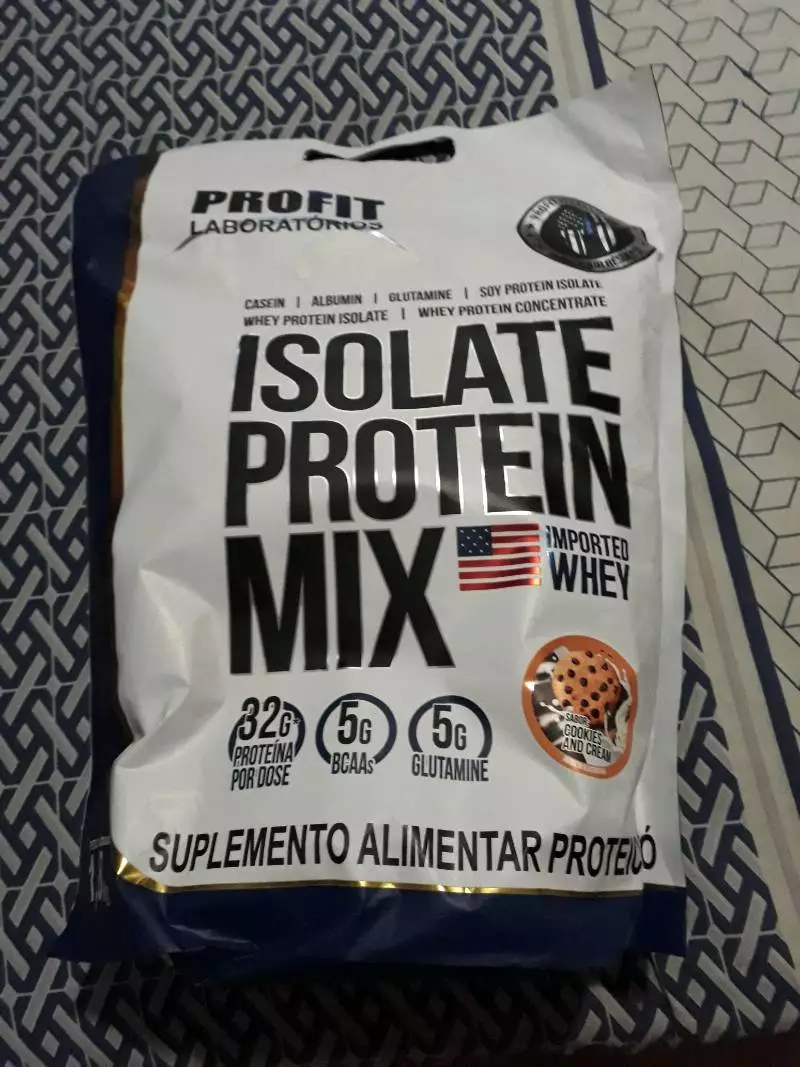 PROFIT
LABORATÓRIOS
CASEIN | ALBUMIN | GLUTAMINE | SOY PROTEIN ISOLATE
WHEY PROTEIN ISOLATE | WHEY PROTEIN CONCENTRATE
ISOLATE
PROTEIN
MIX
IMPORTED
WHEY
32G*
PROTEÍNA
POR DOSE
5G
BCAAs
5G
GLUTAMINE
SABOR
COOKIES
AND CREAM
SUPLEMENTO ALIMENTAR PROTEICO